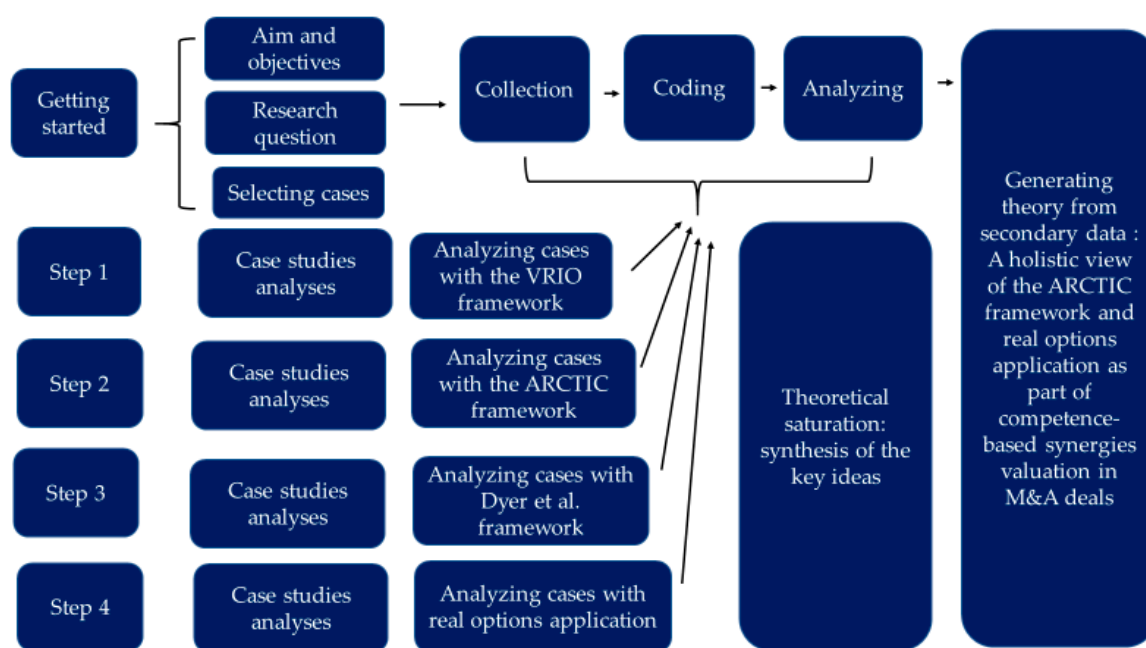 Getting
started
Aim and
objectives
Research
question
Selecting cases
Collection
Coding
Analyzing
Step 1
Case studies
analyses
Analyzing cases
with the VRIO
framework
Step 2
Case studies
analyses
Analyzing cases
with the ARCTIC
framework
Step 3
Case studies
analyses
Analyzing cases with
Dyer et al.
framework
Step 4
Case studies
analyses
Analyzing cases with
real options application
Theoretical
saturation:
synthesis of the
key ideas
Generating
theory from
secondary data :
A holistic view
of the ARCTIC
framework and
real options
application as
part of
competence-
based synergies
valuation in
M&A deals